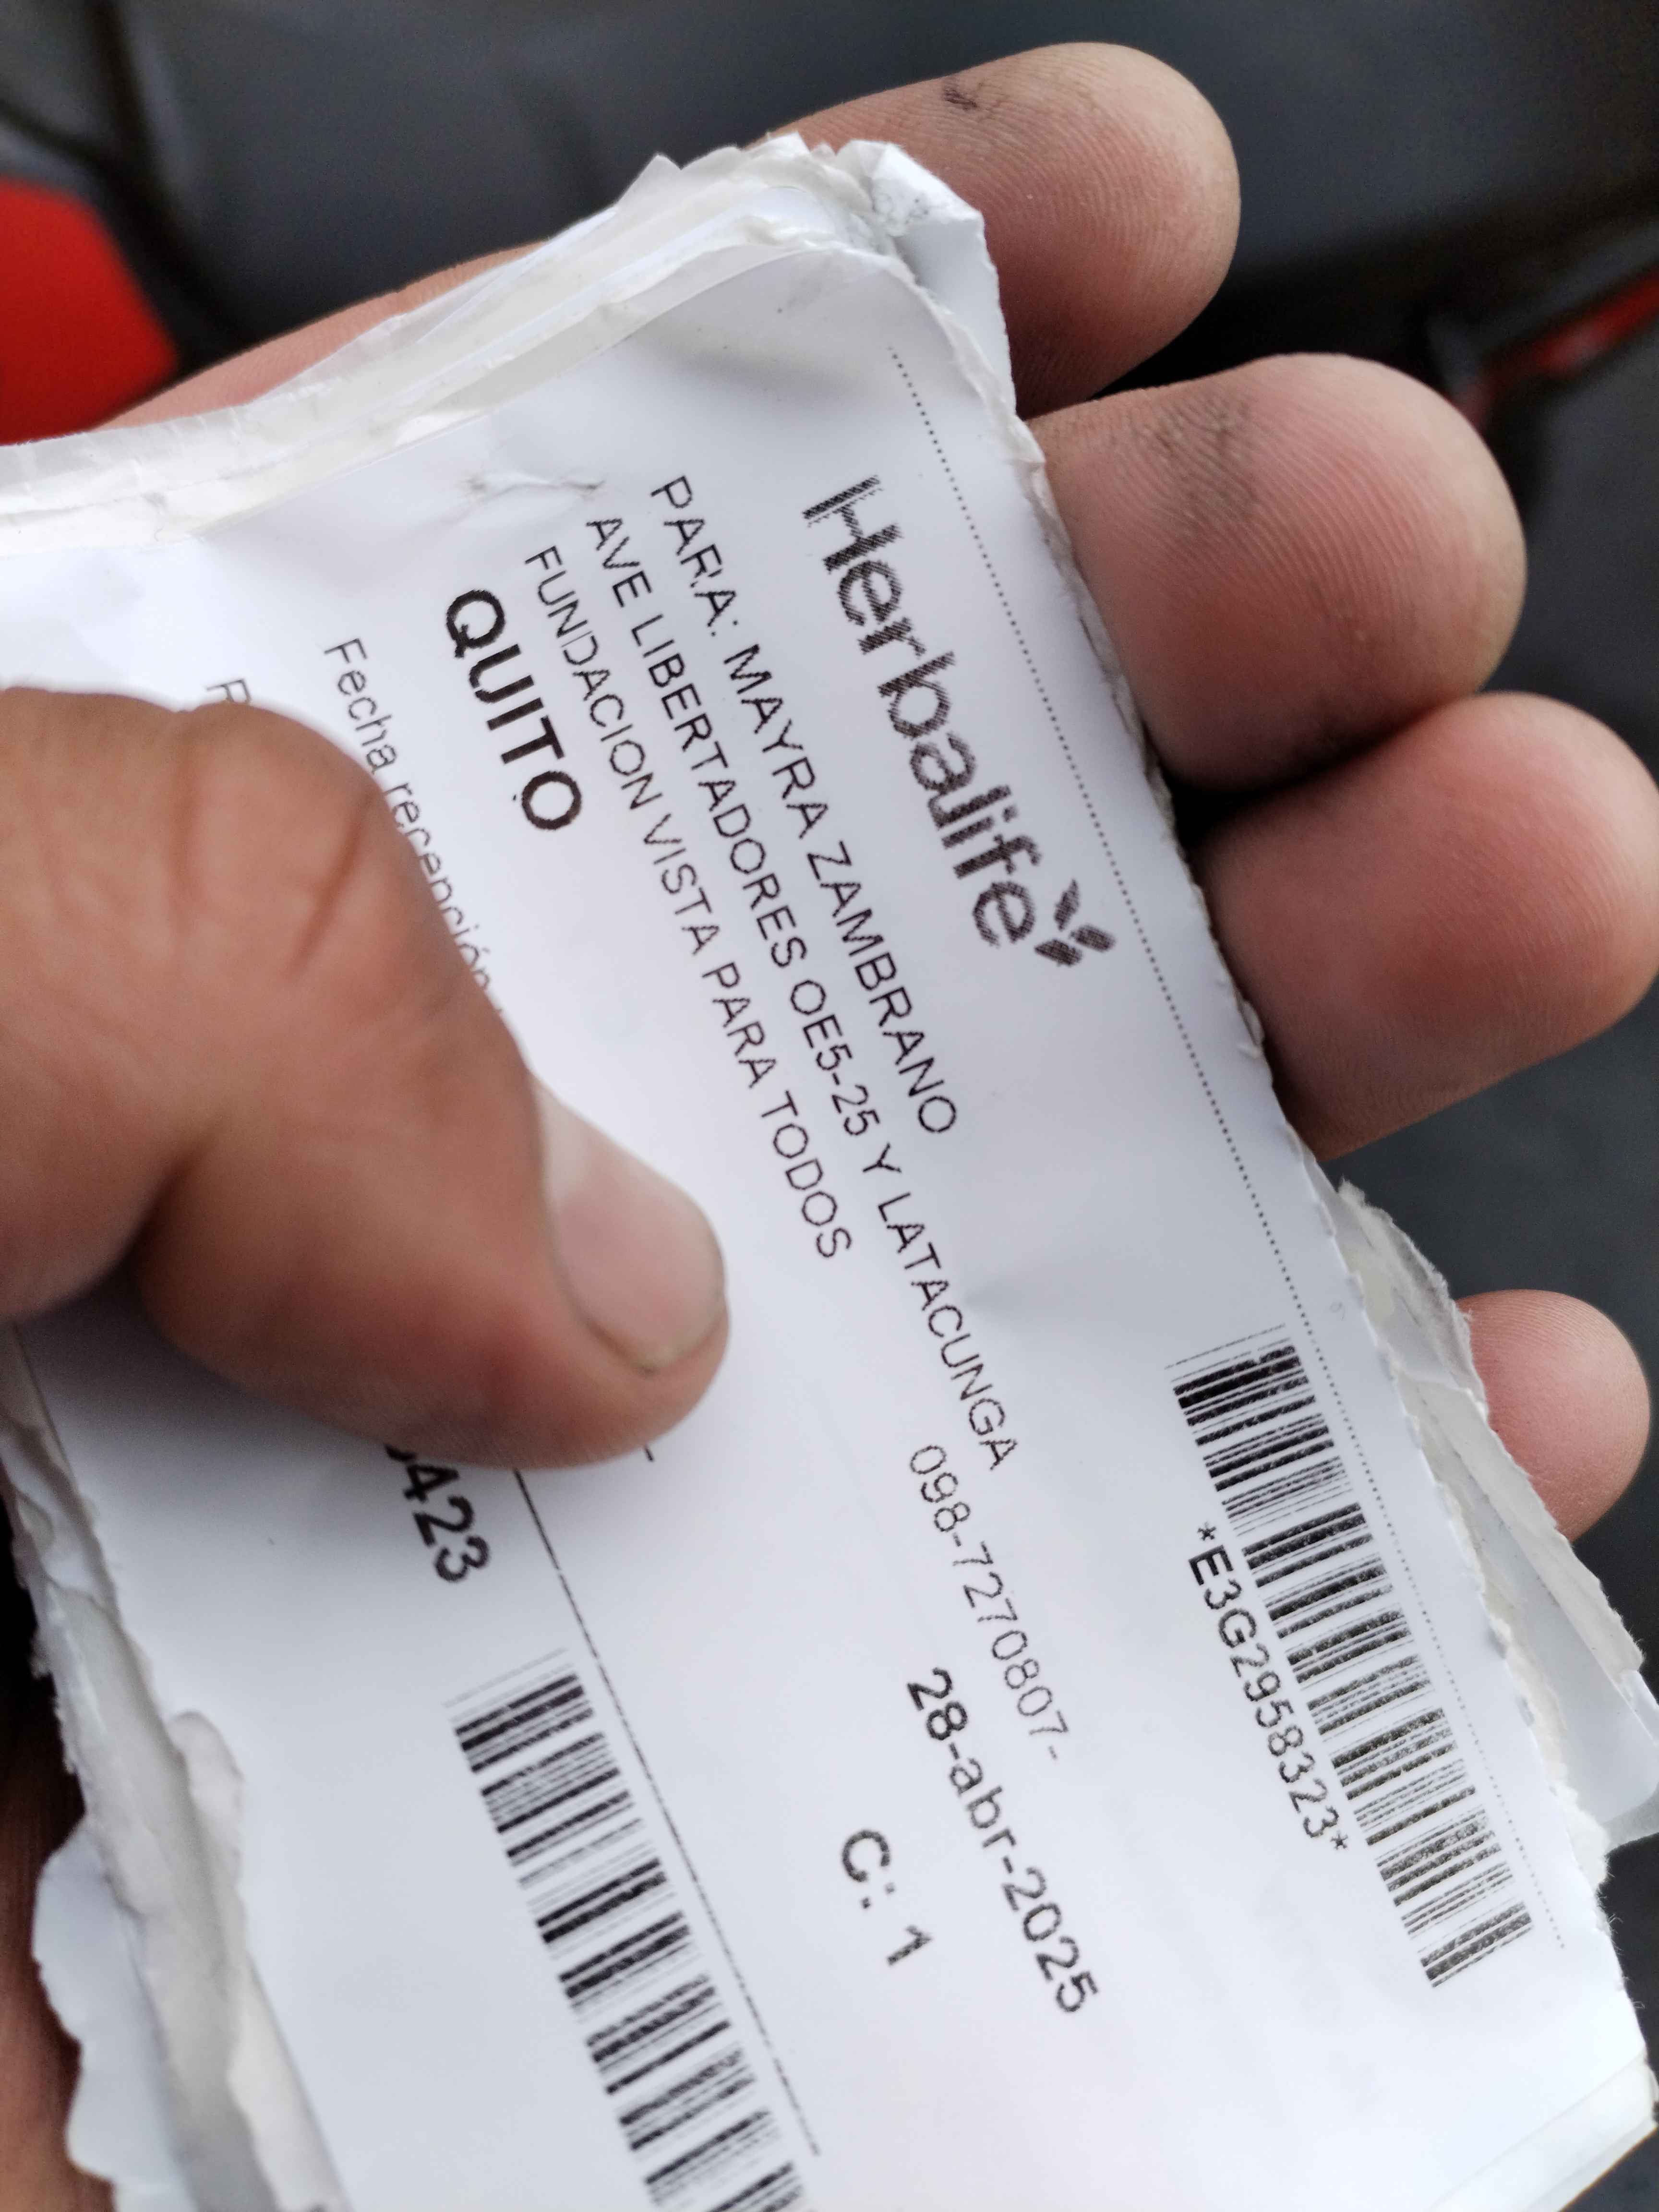 Herbalife
*E3G2958323*
PARA: MAYRA ZAMBRANO
AVE LIBERTADORES OE5-25 Y LATACUNGA
098-7270807-
28-abr-2025
FUNDACION VISTA PARA TODOS
C: 1
QUITO
Fecha recepción
423